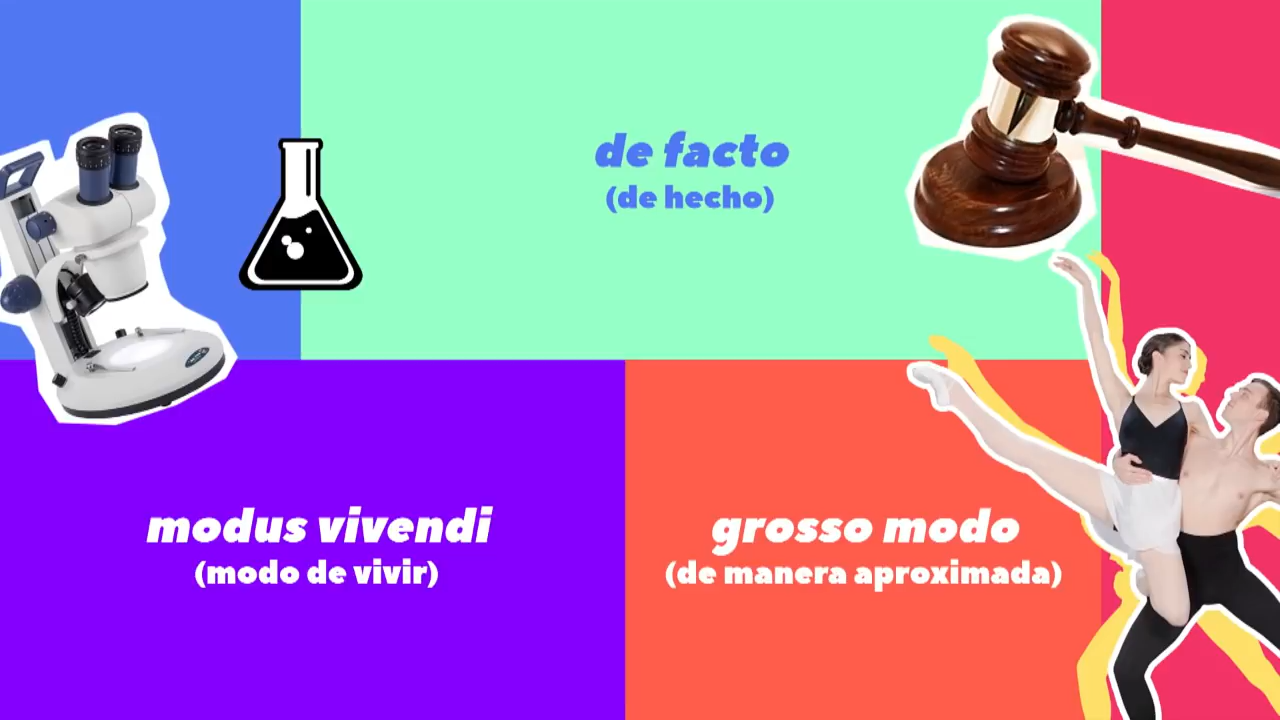 de facto
(de hecho)
modus vivendi
(modo de vivir)
grosso modo
(de manera aproximada)